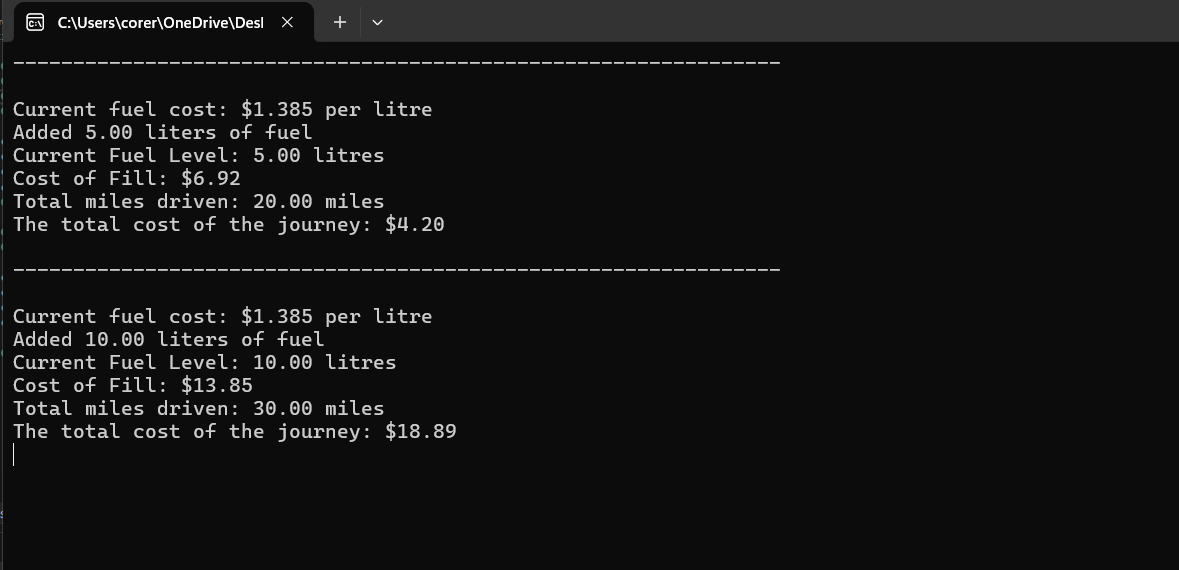 C:\Users\corer\OneDrive\Desl
----------------------------------------------------------------
Current fuel cost: $1.385 per litre
Added 5.00 liters of fuel
Current Fuel Level: 5.00 litres
Cost of Fill: $6.92
Total miles driven: 20.00 miles
The total cost of the journey: $4.20
----------------------------------------------------------------
Current fuel cost: $1.385 per litre
Added 10.00 liters of fuel
Current Fuel Level: 10.00 litres
Cost of Fill: $13.85
Total miles driven: 30.00 miles
The total cost of the journey: $18.89